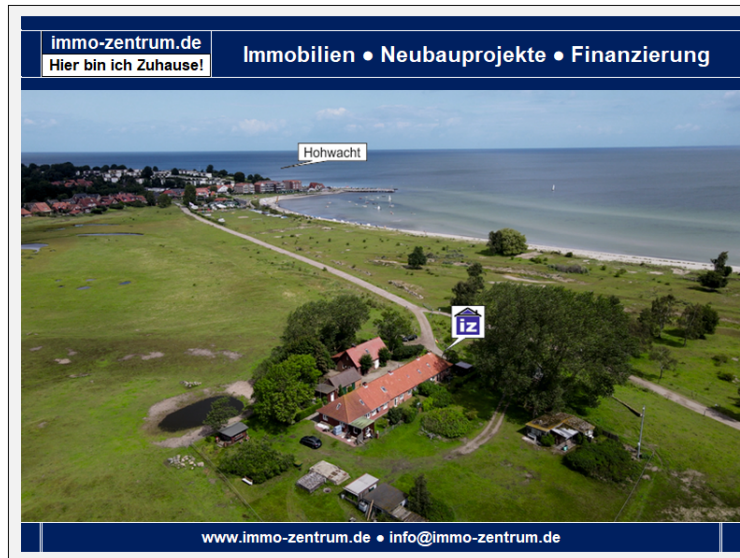 immo-zentrum.de
Hier bin ich Zuhause!
Immobilien ● Neubauprojekte ● Finanzierung
Hohwacht
iz
www.immo-zentrum.de ● info@immo-zentrum.de